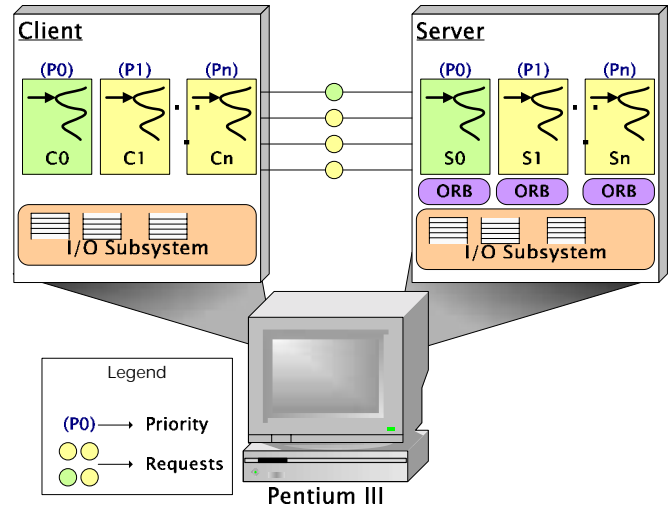 Client
(P0) (P1) (Pn)
C0 C1 Cn
I/O Subsystem
Server
(P0) (P1) (Pn)
S0 S1 Sn
ORB ORB ORB
I/O Subsystem
Legend
(P0) Priority
Requests
Pentium III